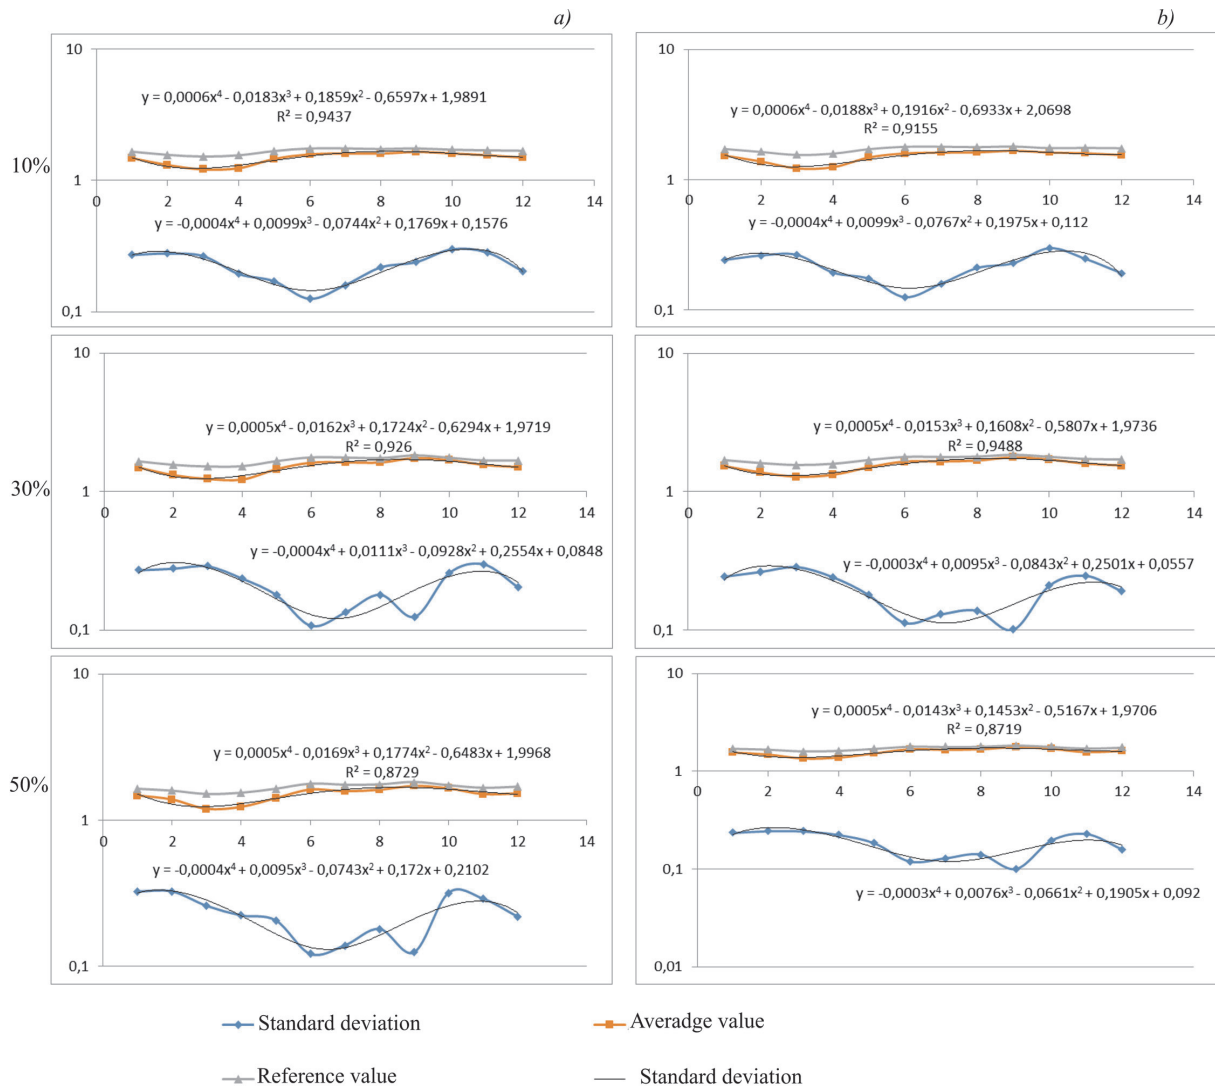 a)
b)
10%
10
y = 0,0006x⁴ - 0,0183x³ + 0,1859x² - 0,6597x + 1,9891
R² = 0,9437
1
0 2 4 6 8 10 12 14
y = -0,0004x⁴ + 0,0099x³ - 0,0744x² + 0,1769x + 0,1576
0,1
10
y = 0,0006x⁴ - 0,0188x³ + 0,1916x² - 0,6933x + 2,0698
R² = 0,9155
1
0 2 4 6 8 10 12 14
y = -0,0004x⁴ + 0,0099x³ - 0,0767x² + 0,1975x + 0,112
0,1
30%
10
y = 0,0005x⁴ - 0,0162x³ + 0,1724x² - 0,6294x + 1,9719
R² = 0,926
1
0 2 4 6 8 10 12 14
y = -0,0004x⁴ + 0,0111x³ - 0,0928x² + 0,2554x + 0,0848
0,1
10
y = 0,0005x⁴ - 0,0153x³ + 0,1608x² - 0,5807x + 1,9736
R² = 0,9488
1
0 2 4 6 8 10 12 14
y = -0,0003x⁴ + 0,0095x³ - 0,0843x² + 0,2501x + 0,0557
0,1
50%
10
y = 0,0005x⁴ - 0,0169x³ + 0,1774x² - 0,6483x + 1,9968
R² = 0,8729
1
0 2 4 6 8 10 12 14
y = -0,0004x⁴ + 0,0095x³ - 0,0743x² + 0,172x + 0,2102
0,1
10
y = 0,0005x⁴ - 0,0143x³ + 0,1453x² - 0,5167x + 1,9706
R² = 0,8719
1
0 2 4 6 8 10 12 14
0,1
y = -0,0003x⁴ + 0,0076x³ - 0,0661x² + 0,1905x + 0,092
0,01
Standard deviation
Averadge value
Reference value
Standard deviation